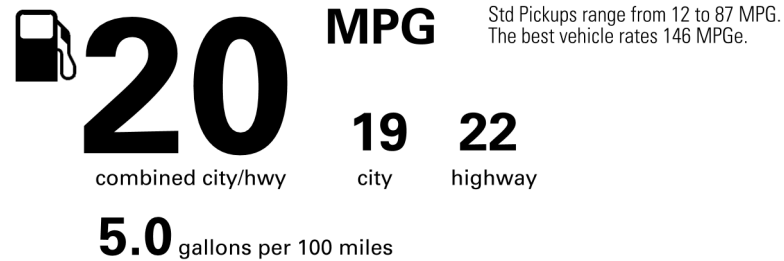 MPG
Std Pickups range from 12 to 87 MPG.
The best vehicle rates 146 MPGe.
20
19 22
combined city/hwy city highway
5.0 gallons per 100 miles